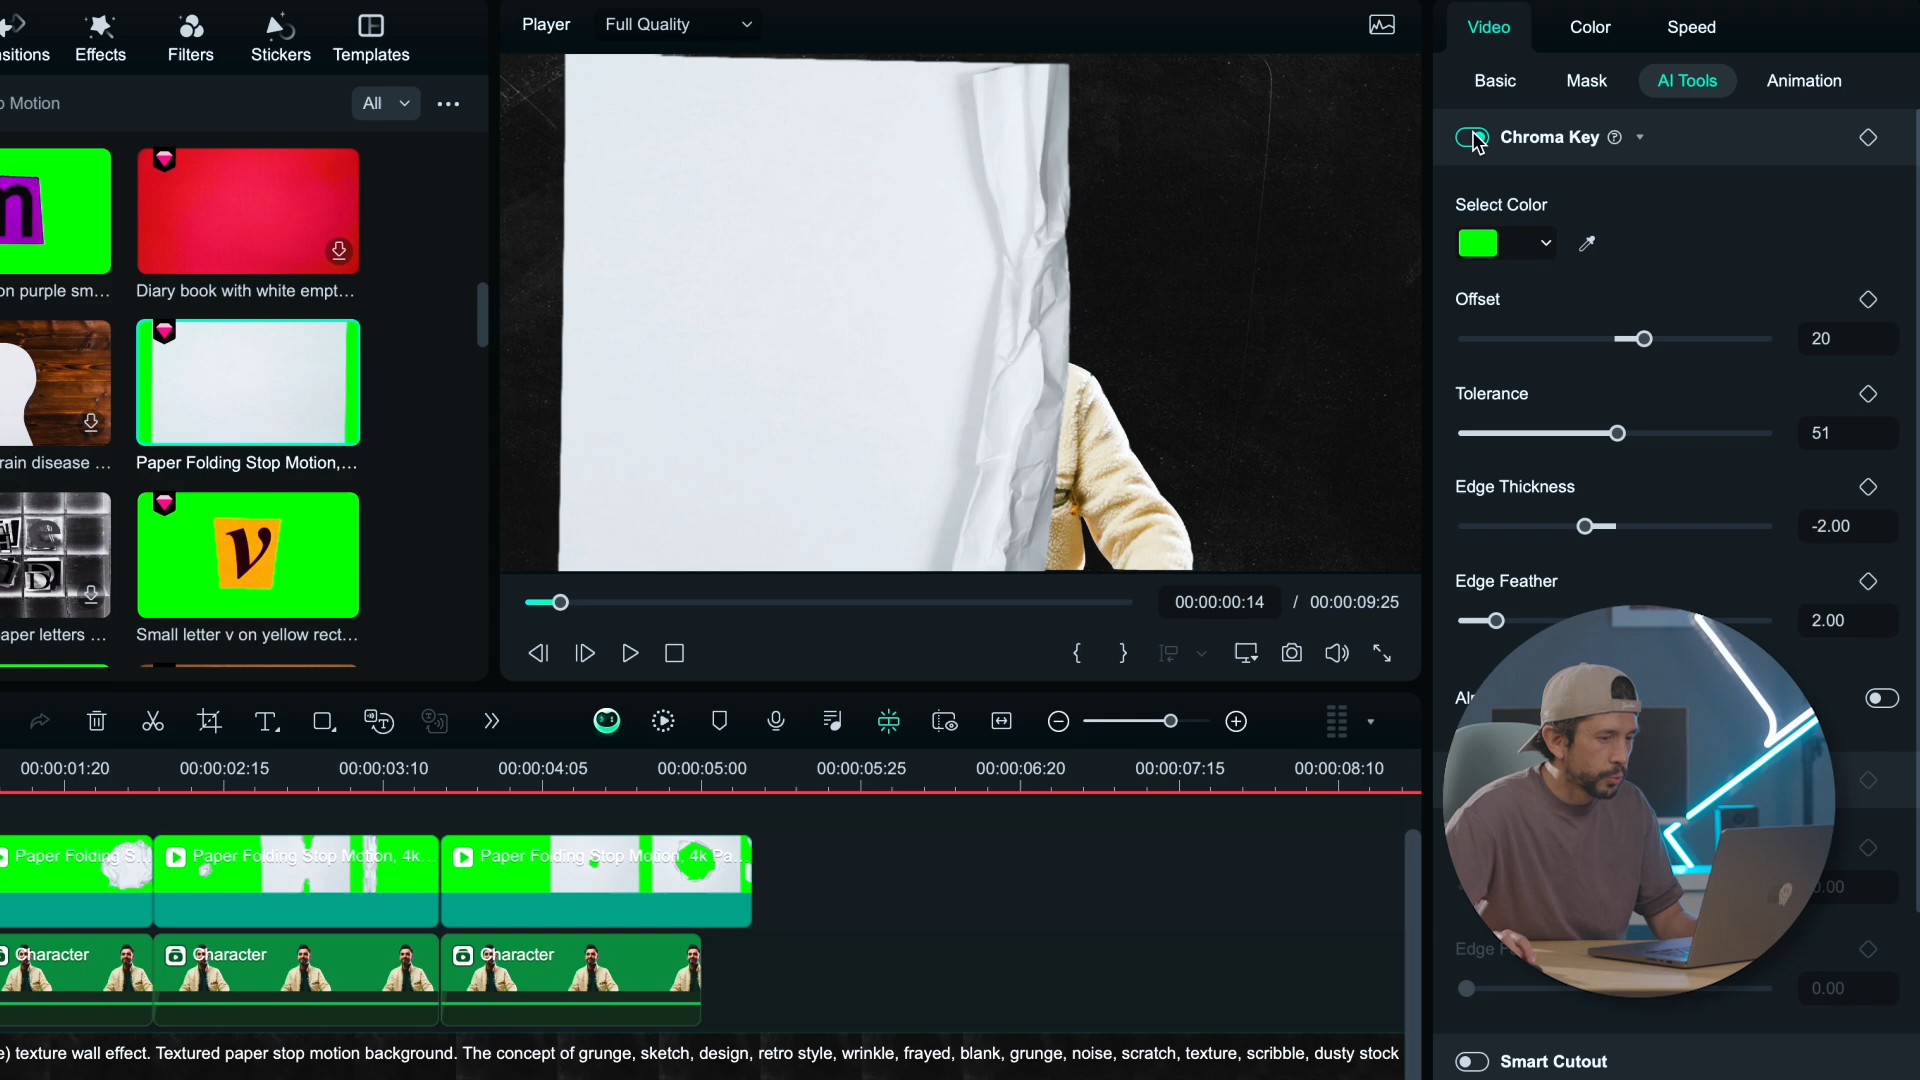 sitions
Effects
Filters
Stickers
Templates
Player
Full Quality
Video
Color
Speed
Motion
All
Basic
Mask
AI Tools
Animation
Chroma Key
Select Color
on purple sm...
Diary book with white empt...
Offset
20
Tolerance
51
rain disease ...
Paper Folding Stop Motion,...
Edge Thickness
-2.00
Edge Feather
2.00
aper letters ...
Small letter v on yellow rect...
00:00:00:14 / 00:00:09:25
00:00:01:20
00:00:02:15
00:00:03:10
00:00:04:05
00:00:05:00
00:00:05:25
00:00:06:20
00:00:07:15
00:00:08:10
Paper Folding S...
Paper Folding Stop Motion, 4k...
Paper Folding Stop Motion, 4k Pa...
Character
Character
Character
0.00
Edge
0.00
e) texture wall effect. Textured paper stop motion background. The concept of grunge, sketch, design, retro style, wrinkle, frayed, blank, grunge, noise, scratch, texture, scribble, dusty stock
Smart Cutout